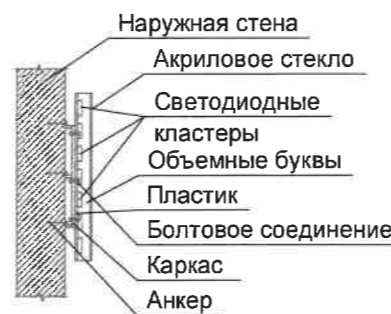 Наружная стена
Акриловое стекло
Светодиодные
кластеры
Объемные буквы
Пластик
Болтовое соединение
Каркас
Анкер